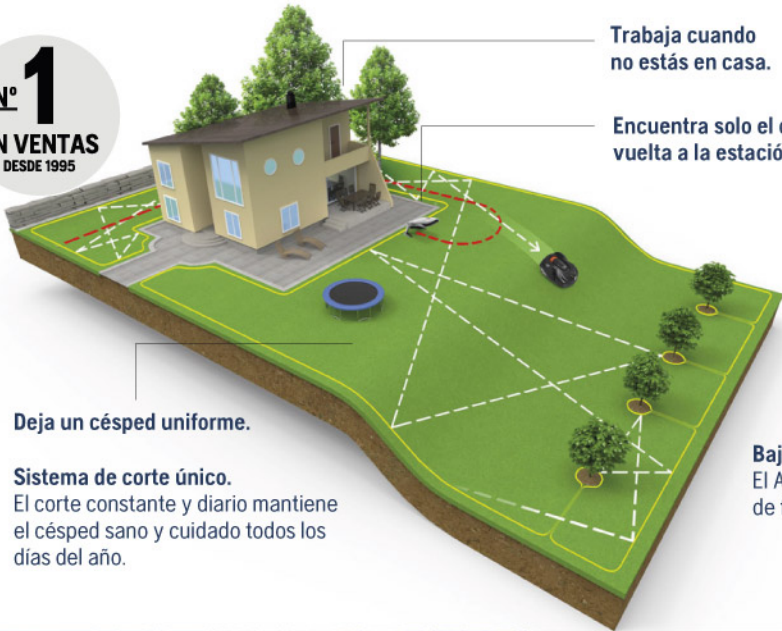 Nº 1
N VENTAS
DESDE 1995
Trabaja cuando
no estás en casa.
Encuentra solo el
vuelta a la estació
Deja un césped uniforme.
Sistema de corte único.
El corte constante y diario mantiene
el césped sano y cuidado todos los
días del año.
Baj
El A
de